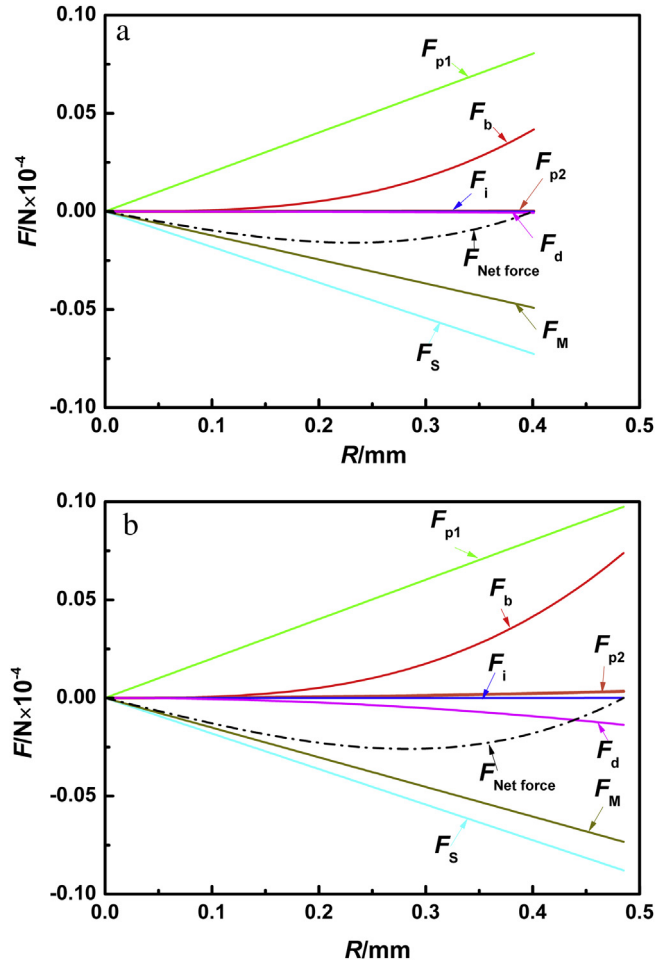 a
0.10
F_p1
0.05
F_b
F_p2
F_i
0.00
F/N×10^-4
F_d
F_Net force
-0.05
F_M
F_S
-0.10
0.0 0.1 0.2 0.3 0.4 0.5
R/mm
b
0.10
F_p1
0.05
F_b
F_i
F_p2
0.00
F/N×10^-4
F_d
F_Net force
F_M
-0.05
F_S
-0.10
0.0 0.1 0.2 0.3 0.4 0.5
R/mm